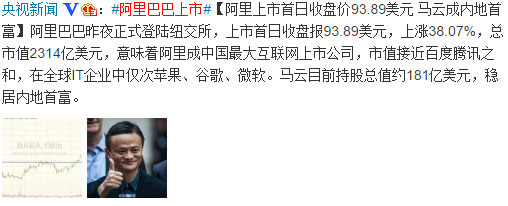 央视新闻 V : #阿里巴巴上市#【阿里上市首日收盘价93.89美元 马云成内地首
富】阿里巴巴昨夜正式登陆纽交所，上市首日收盘报93.89美元，上涨38.07%，总
市值2314亿美元，意味着阿里成中国最大互联网上市公司，市值接近百度腾讯之
和，在全球IT企业中仅次苹果、谷歌、微软。马云目前持股总值约181亿美元，稳
居内地首富。
BABA,1Min